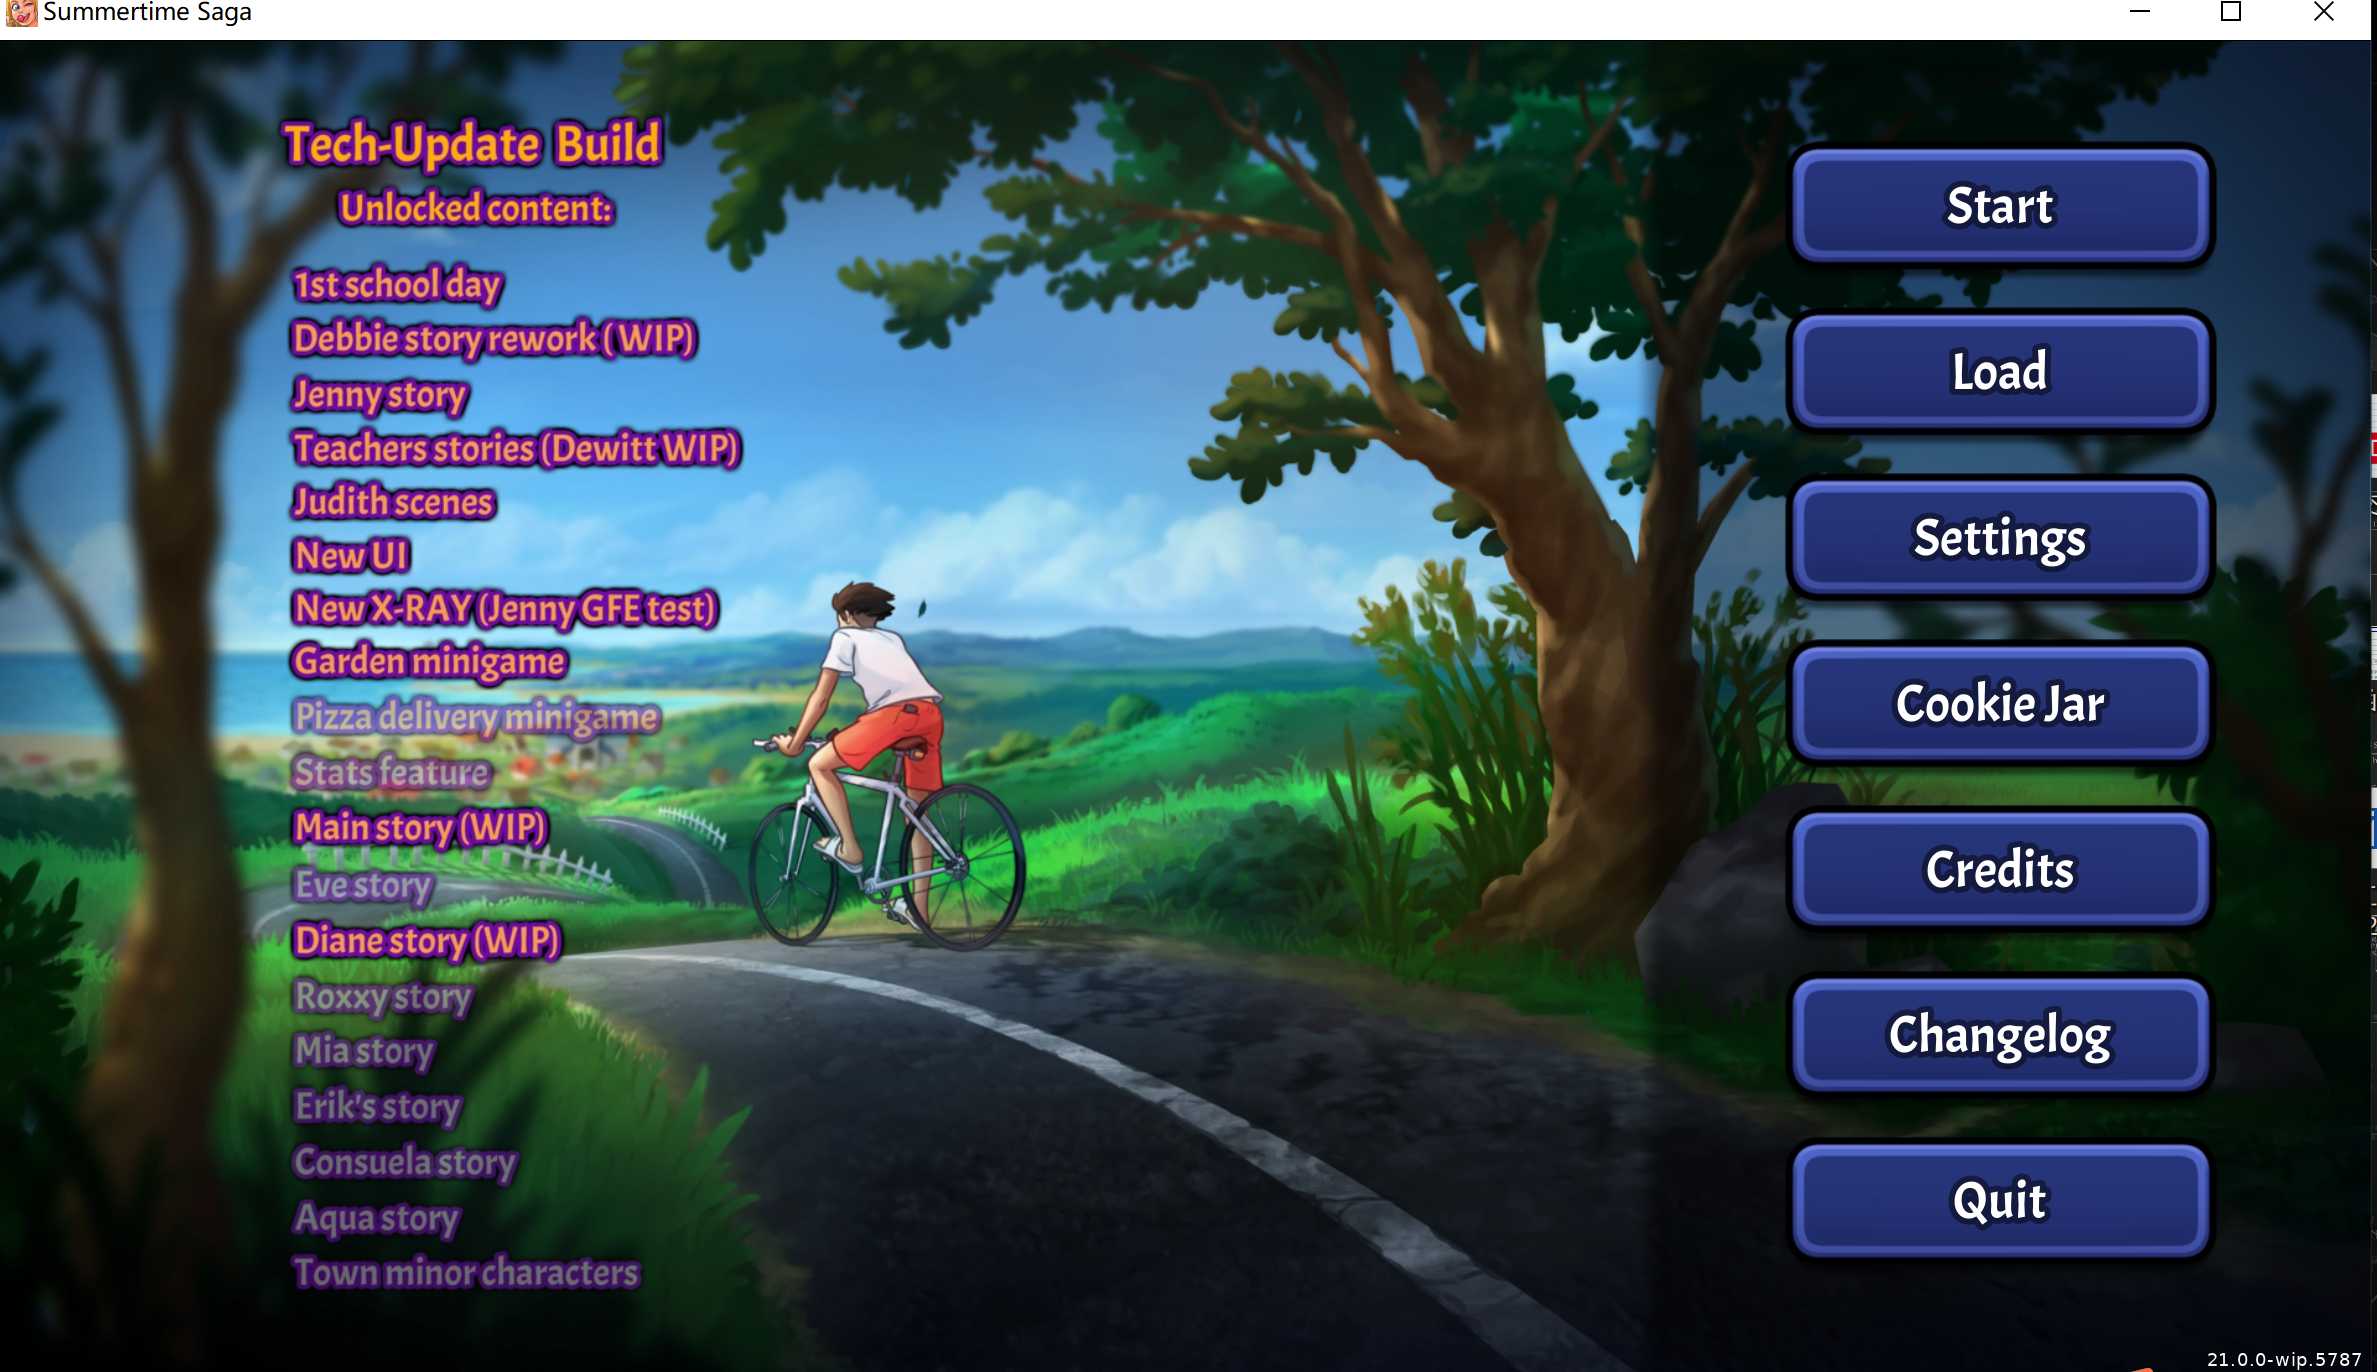 Summertime Saga
Tech-Update Build
Unlocked content:
1st school day
Debbie story rework (WIP)
Jenny story
Teachers stories (Dewitt WIP)
Judith scenes
New UI
New X-RAY (Jenny GFE test)
Garden minigame
Pizza delivery minigame
Stats feature
Main story (WIP)
Eve story
Diane story (WIP)
Roxxy story
Mia story
Erik's story
Consuela story
Aqua story
Town minor characters
Start
Load
Settings
Cookie Jar
Credits
Changelog
Quit
21.0.0-wip.5787